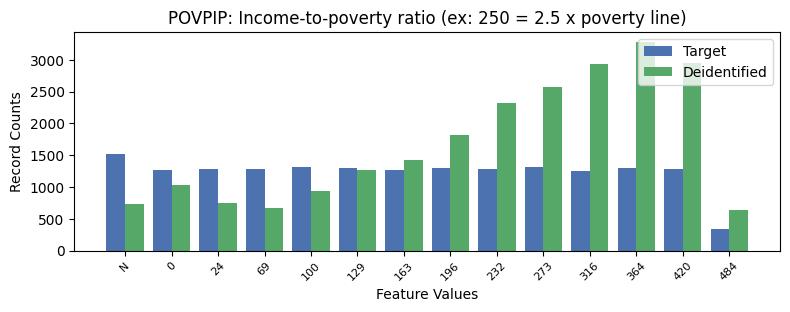 POVPIP: Income-to-poverty ratio (ex: 250 = 2.5 x poverty line)
Target
Deidentified
Record Counts
3000
2500
2000
1500
1000
500
0
N 0 24 69 100 129 163 196 232 273 316 364 420 484
Feature Values